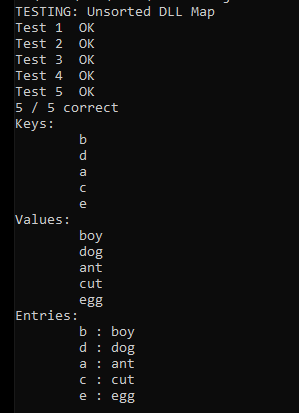 TESTING: Unsorted DLL Map
Test 1  OK
Test 2  OK
Test 3  OK
Test 4  OK
Test 5  OK
5 / 5 correct
Keys:
        b
        d
        a
        c
        e
Values:
        boy
        dog
        ant
        cut
        egg
Entries:
        b : boy
        d : dog
        a : ant
        c : cut
        e : egg